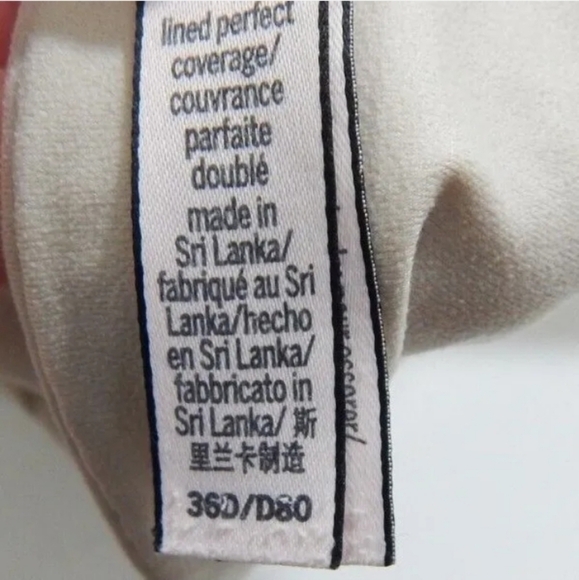 lined perfect
coverage/
couvrance
parfaite
doublé
made in
Sri Lanka/
fabriqué au Sri
Lanka/hecho
en Sri Lanka/
fabbricato in
Sri Lanka/ 斯
里兰卡制造
36D/D80